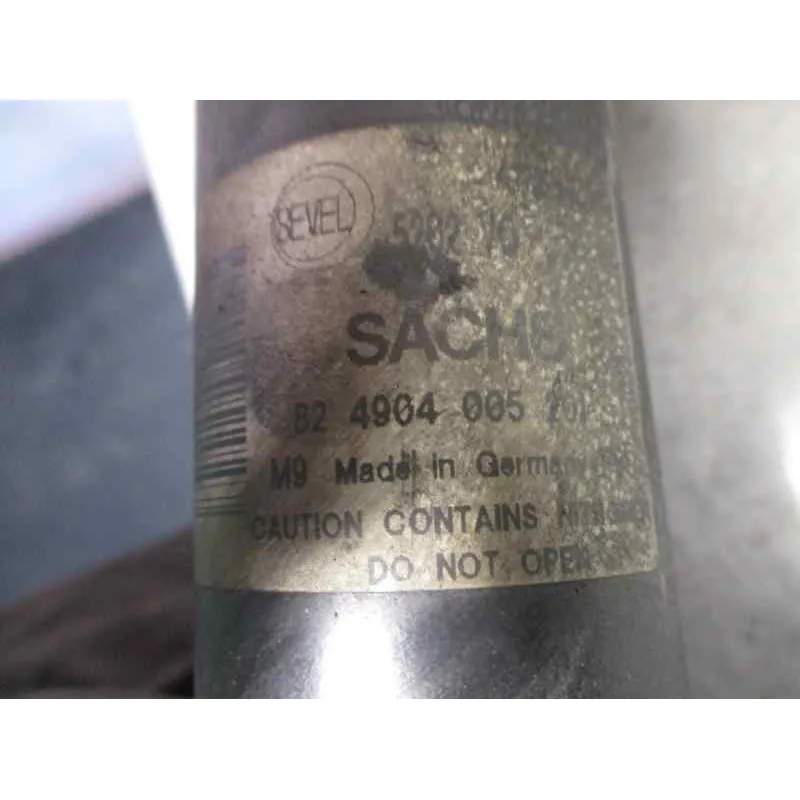 SEVEL
SACHS
82 4904 005
M9 Made in Germany
CAUTION CONTAINS
DO NOT OPEN